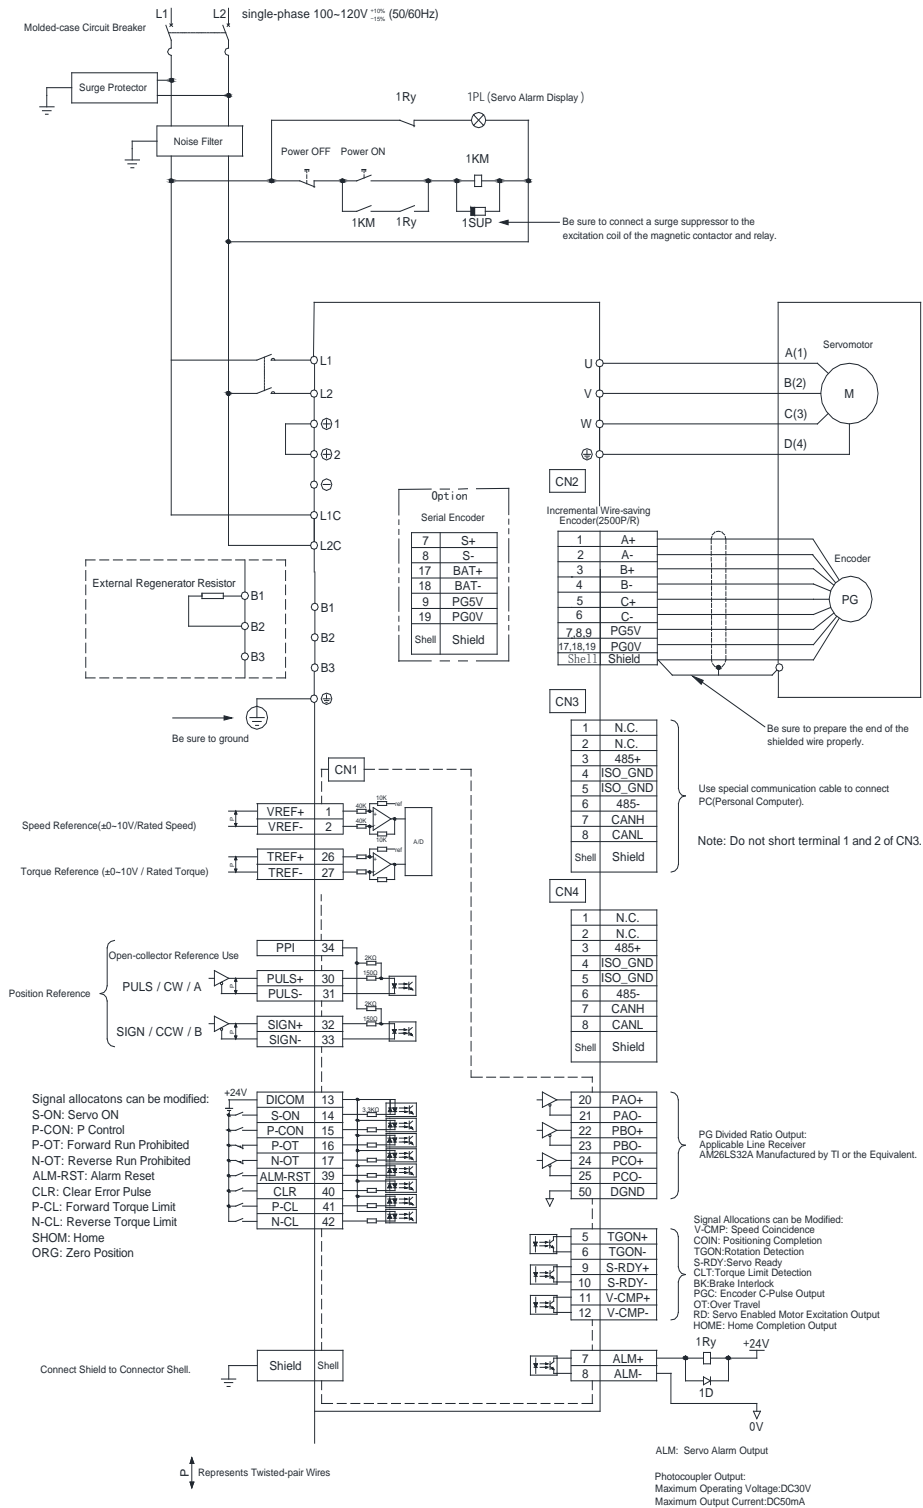 L1 L2 single-phase 100~120V +10% -15% (50/60Hz)
Molded-case Circuit Breaker
Surge Protector
Noise Filter
1Ry 1PL (Servo Alarm Display )
Power OFF Power ON 1KM
1KM 1Ry 1SUP
Be sure to connect a surge suppressor to the
excitation coil of the magnetic contactor and relay.
L1
L2
⊕1
⊕2
⊖
L1C
L2C
B1
B2
B3
External Regenerator Resistor
B1
B2
B3
Be sure to ground
U
V
W
A(1)
B(2)
C(3)
D(4)
Servomotor
M
Option
Serial Encoder
7 S+
8 S-
17 BAT+
18 BAT-
9 PG5V
19 PG0V
Shell Shield
CN2
Incremental Wire-saving
Encoder(2500P/R)
1 A+
2 A-
3 B+
4 B-
5 C+
6 C-
7,8,9 PG5V
17,18,19 PG0V
Shell Shield
Encoder
PG
Be sure to prepare the end of the
shielded wire properly.
CN3
1 N.C.
2 N.C.
3 485+
4 ISO_GND
5 ISO_GND
6 485-
7 CANH
8 CANL
Shell Shield
Use special communication cable to connect
PC(Personal Computer).
Note: Do not short terminal 1 and 2 of CN3.
CN4
1 N.C.
2 N.C.
3 485+
4 ISO_GND
5 ISO_GND
6 485-
7 CANH
8 CANL
Shell Shield
CN1
Speed Reference(±0~10V/Rated Speed)
P
VREF+ 1
VREF- 2
40K
40K
10K
10K
ref
A/D
Torque Reference (±0~10V / Rated Torque)
P
TREF+ 26
TREF- 27
ref
Position Reference
Open-collector Reference Use
PULS / CW / A
SIGN / CCW / B
P
P
PPI 34
PULS+ 30
PULS- 31
SIGN+ 32
SIGN- 33
2KΩ
150Ω
2KΩ
150Ω
Signal allocatons can be modified:
S-ON: Servo ON
P-CON: P Control
P-OT: Forward Run Prohibited
N-OT: Reverse Run Prohibited
ALM-RST: Alarm Reset
CLR: Clear Error Pulse
P-CL: Forward Torque Limit
N-CL: Reverse Torque Limit
SHOM: Home
ORG: Zero Position
+24V
DICOM 13
S-ON 14
P-CON 15
P-OT 16
N-OT 17
ALM-RST 39
CLR 40
P-CL 41
N-CL 42
3.3KΩ
20 PAO+
21 PAO-
22 PBO+
23 PBO-
24 PCO+
25 PCO-
50 DGND
PG Divided Ratio Output:
Applicable Line Receiver
AM26LS32A Manufactured by TI or the Equivalent.
5 TGON+
6 TGON-
9 S-RDY+
10 S-RDY-
11 V-CMP+
12 V-CMP-
Signal Allocations can be Modified:
V-CMP: Speed Coincidence
COIN: Positioning Completion
TGON:Rotation Detection
S-RDY:Servo Ready
CLT:Torque Limit Detection
BK:Brake Interlock
PGC: Encoder C-Pulse Output
OT:Over Travel
RD: Servo Enabled Motor Excitation Output
HOME: Home Completion Output
Connect Shield to Connector Shell.
Shield Shell
7 ALM+
8 ALM-
1Ry
+24V
1D
0V
ALM: Servo Alarm Output
P Represents Twisted-pair Wires
Photocoupler Output:
Maximum Operating Voltage:DC30V
Maximum Output Current:DC50mA